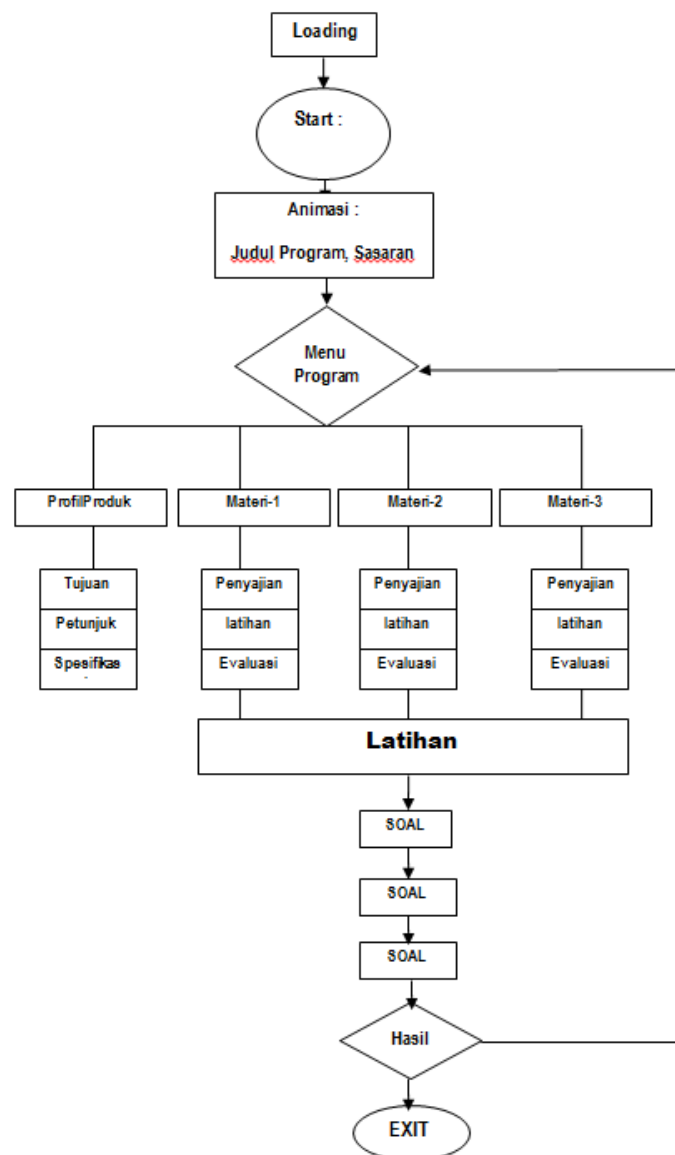 Loading
Start :
Animasi :
Judul Program, Sasaran
Menu
Program
ProfilProduk
Materi-1
Materi-2
Materi-3
Tujuan
Petunjuk
Spesifikas
Penyajian
latihan
Evaluasi
Penyajian
latihan
Evaluasi
Penyajian
latihan
Evaluasi
Latihan
SOAL
SOAL
SOAL
Hasil
EXIT